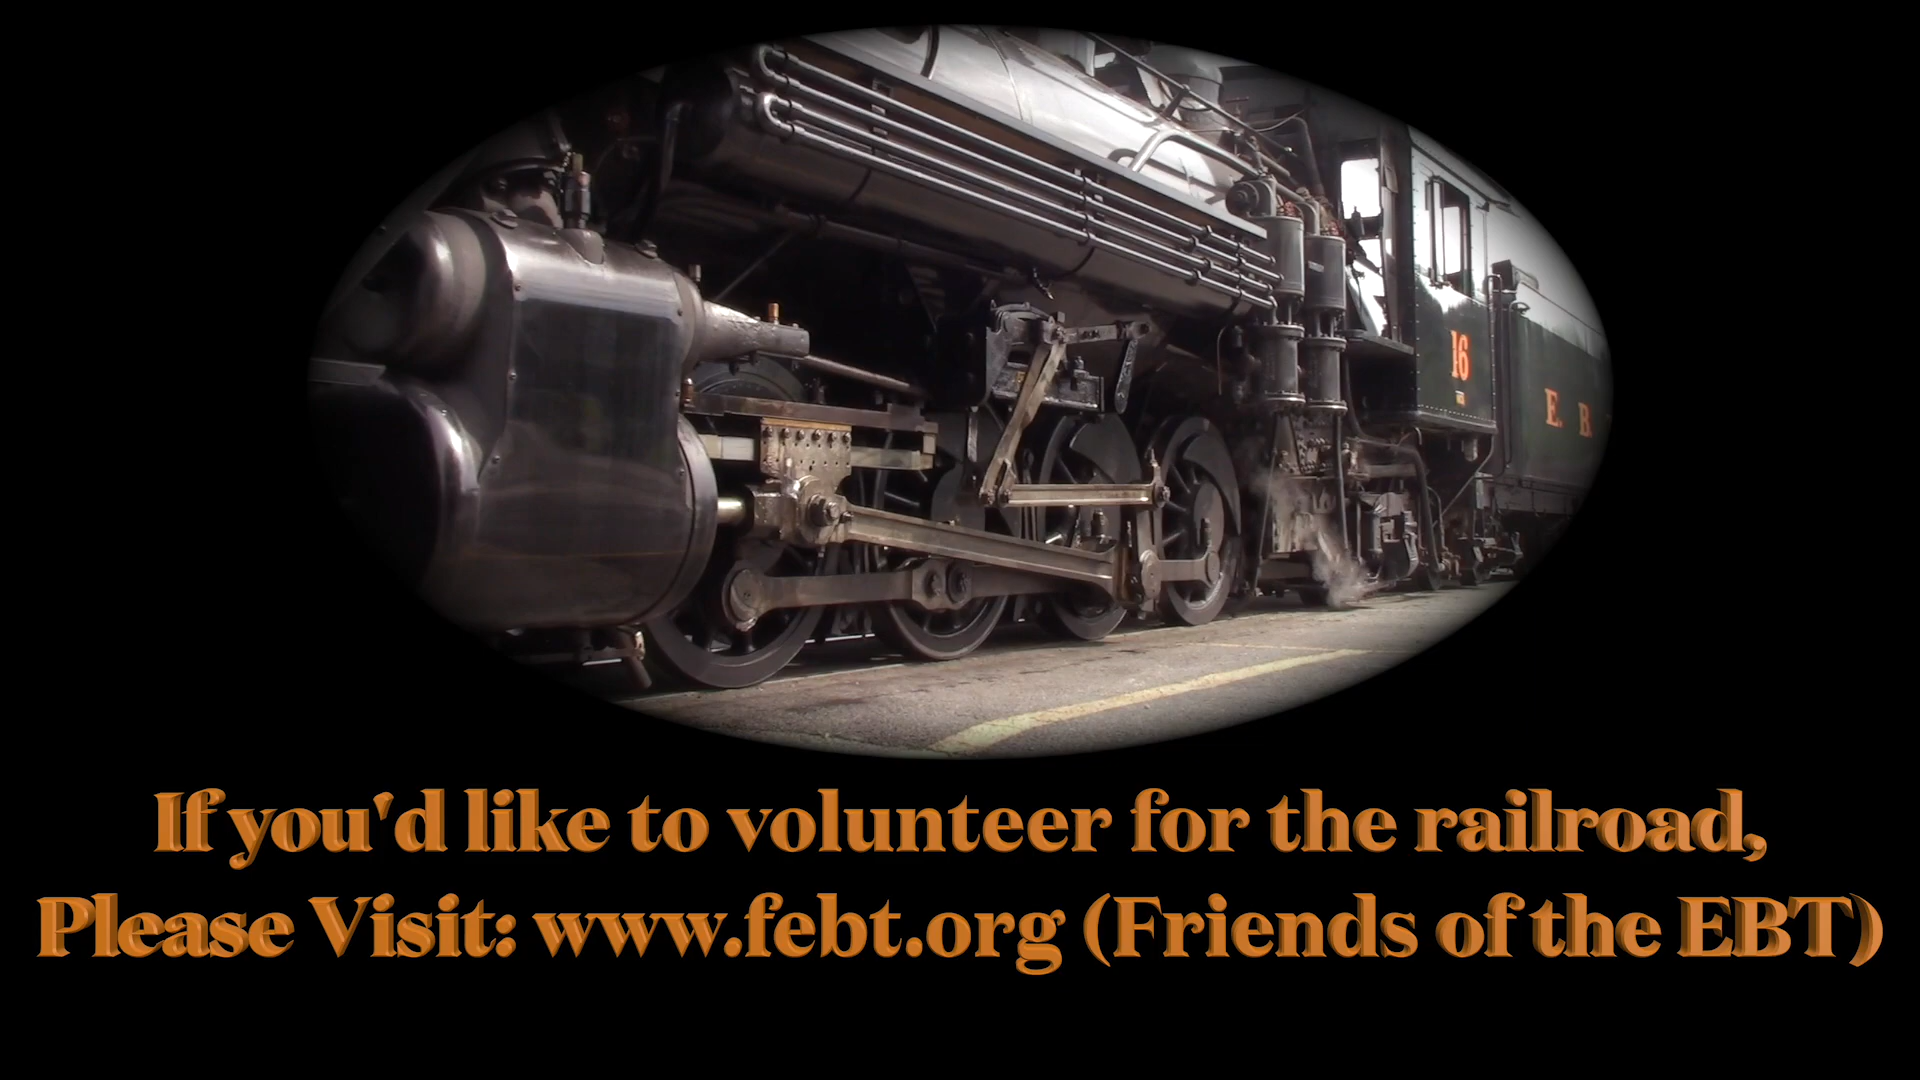 16
E. B.
If you'd like to volunteer for the railroad,
Please Visit: www.febt.org (Friends of the EBT)